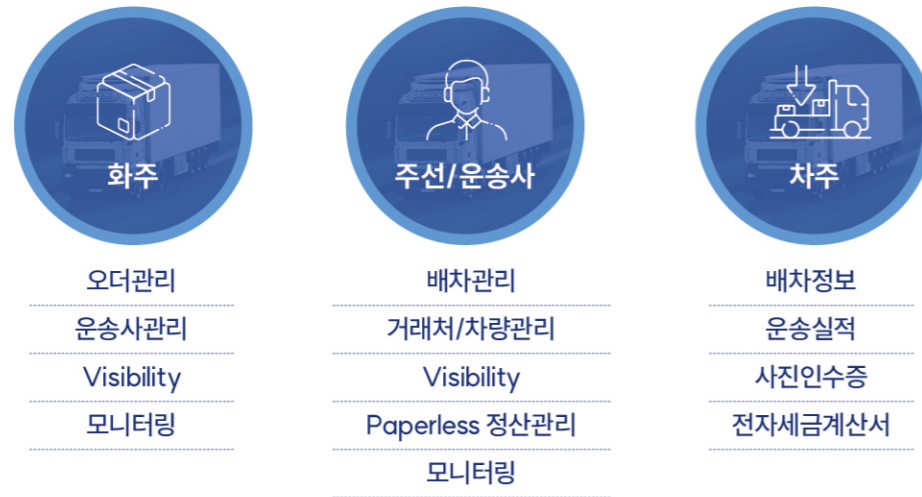 화주
오더관리
운송사관리
Visibility
모니터링
주선/운송사
배차관리
거래처/차량관리
Visibility
Paperless 정산관리
모니터링
차주
배차정보
운송실적
사진인수증
전자세금계산서